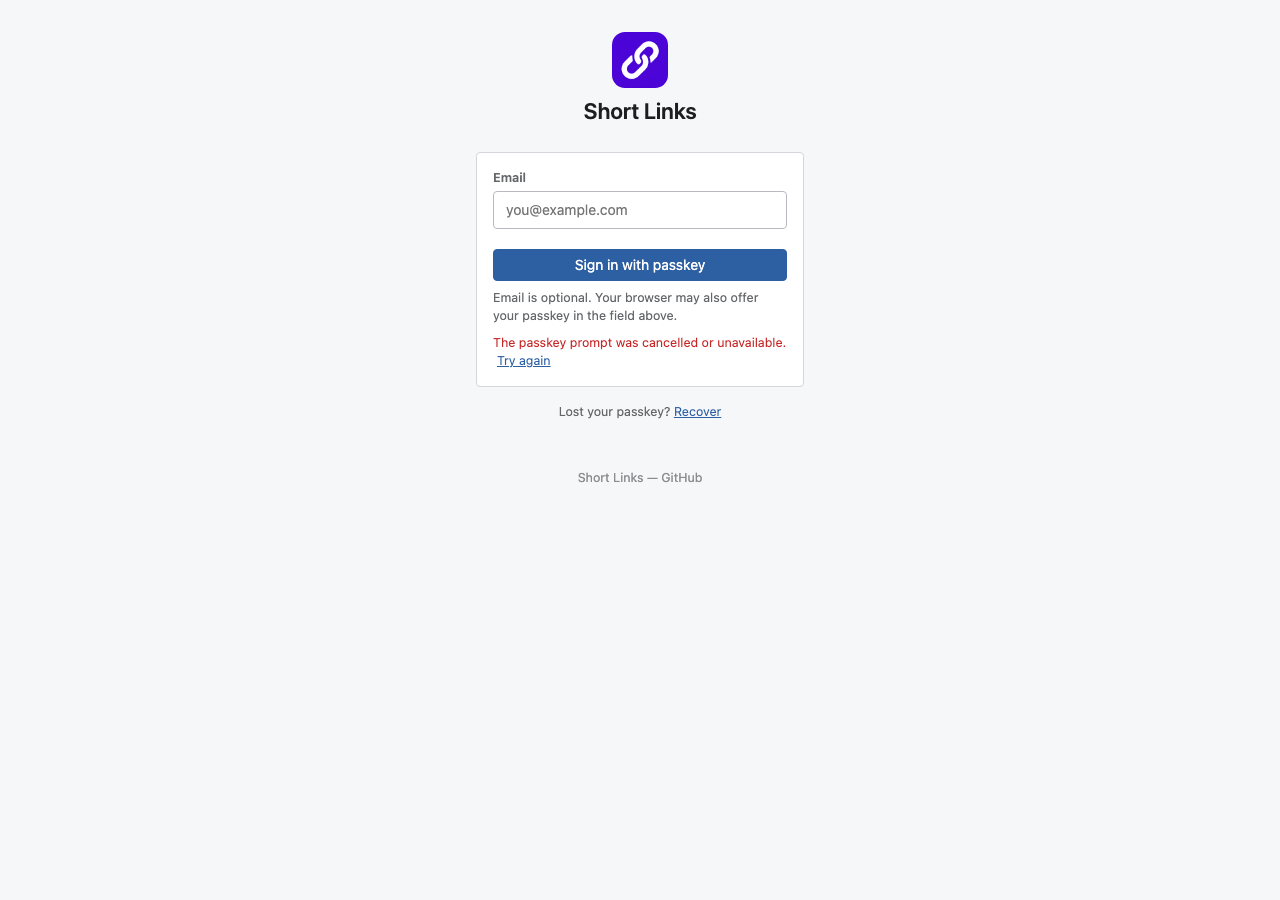 Short Links
Email
you@example.com
Sign in with passkey
Email is optional. Your browser may also offer
your passkey in the field above.
The passkey prompt was cancelled or unavailable.
Try again
Lost your passkey? Recover
Short Links — GitHub